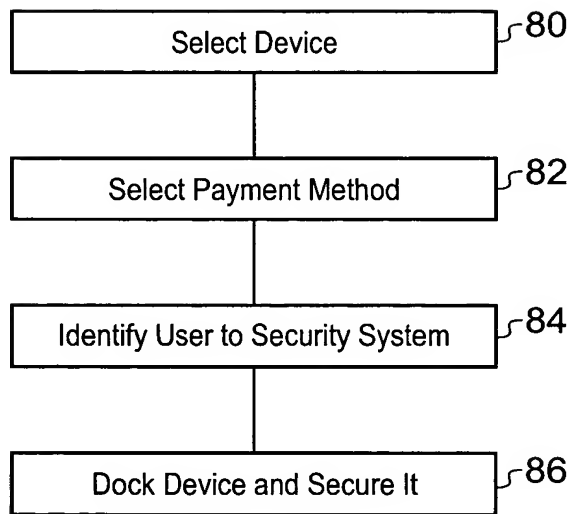 Select Device 80
Select Payment Method 82
Identify User to Security System 84
Dock Device and Secure It 86